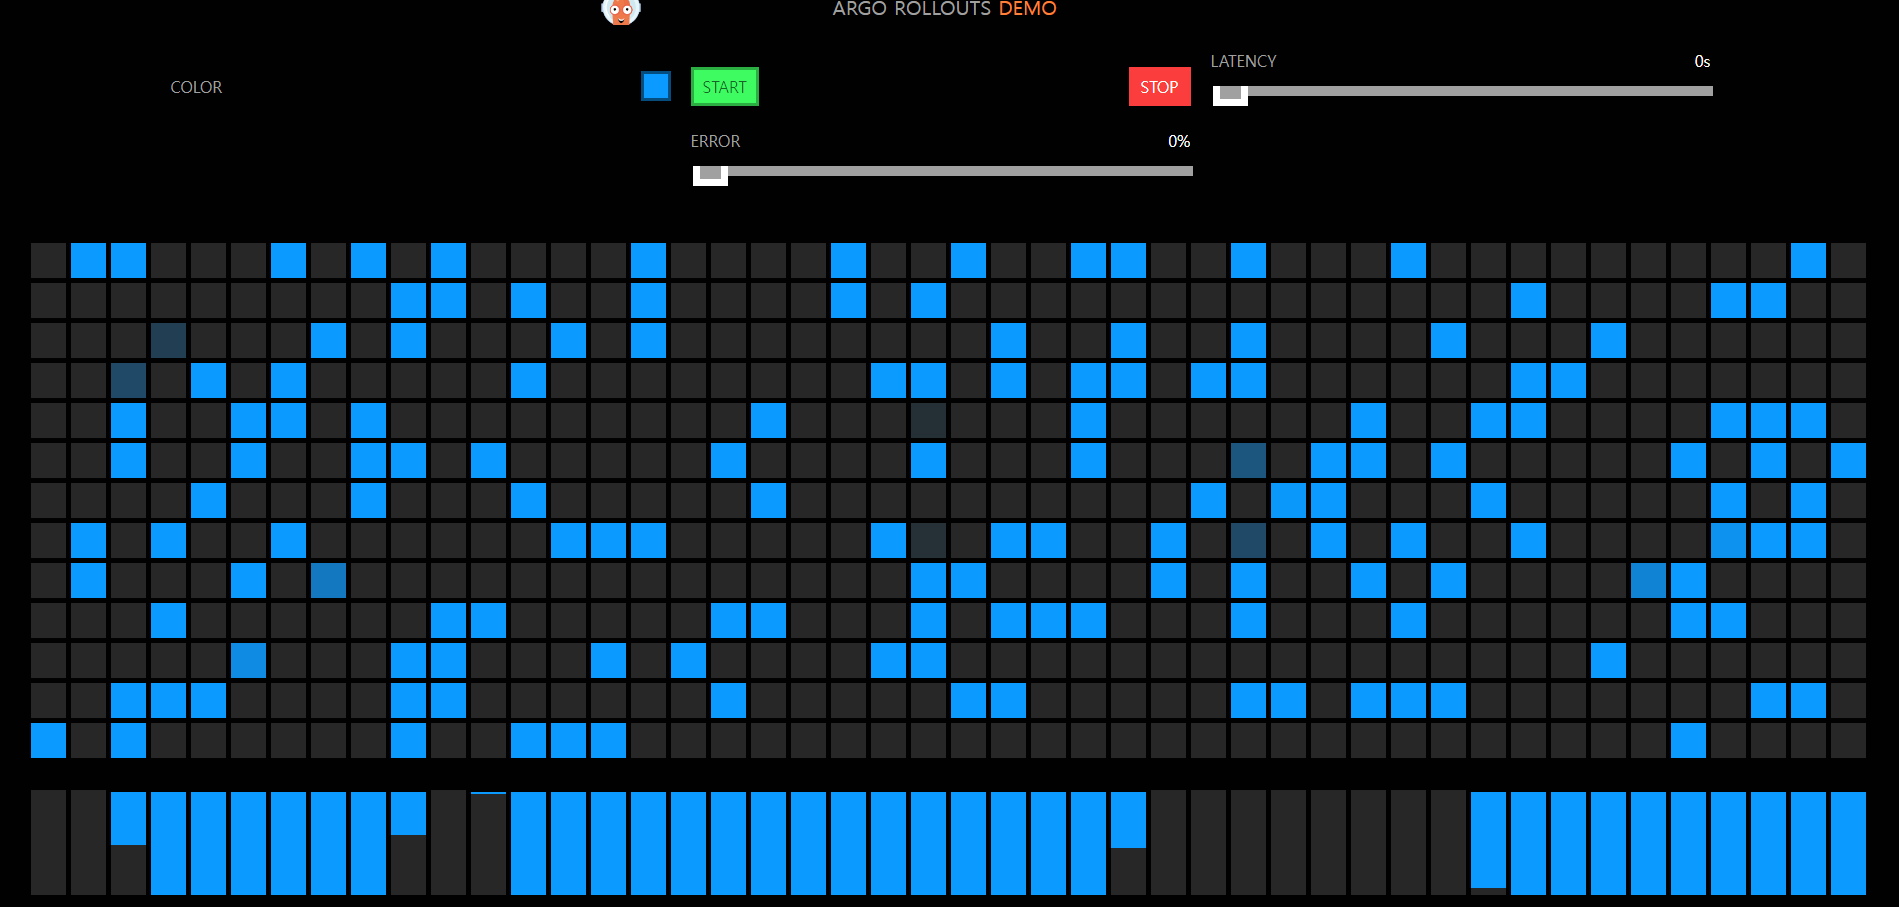 ARGO ROLLOUTS DEMO
COLOR
START
STOP
LATENCY 0s
ERROR 0%